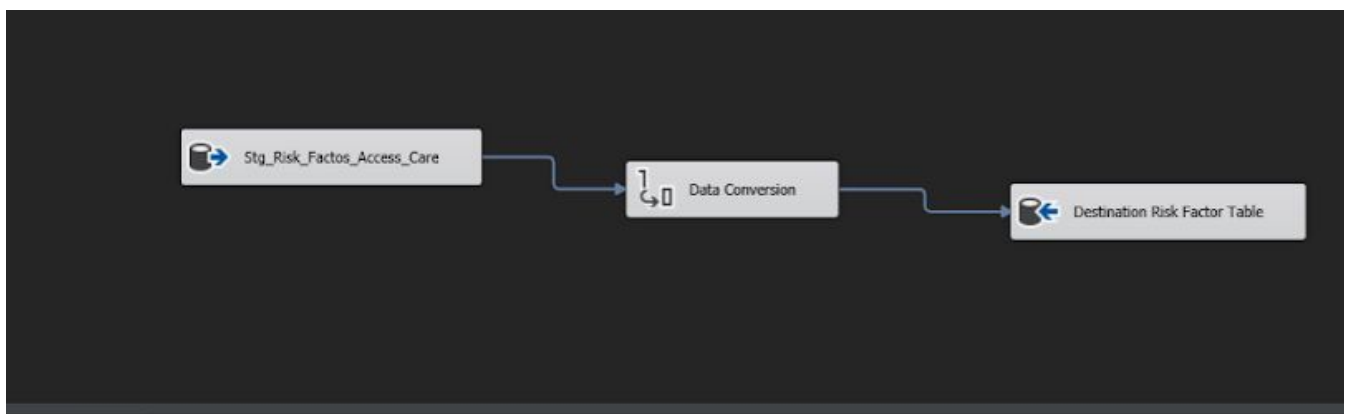 Stg_Risk_Factos_Access_Care
Data Conversion
Destination Risk Factor Table